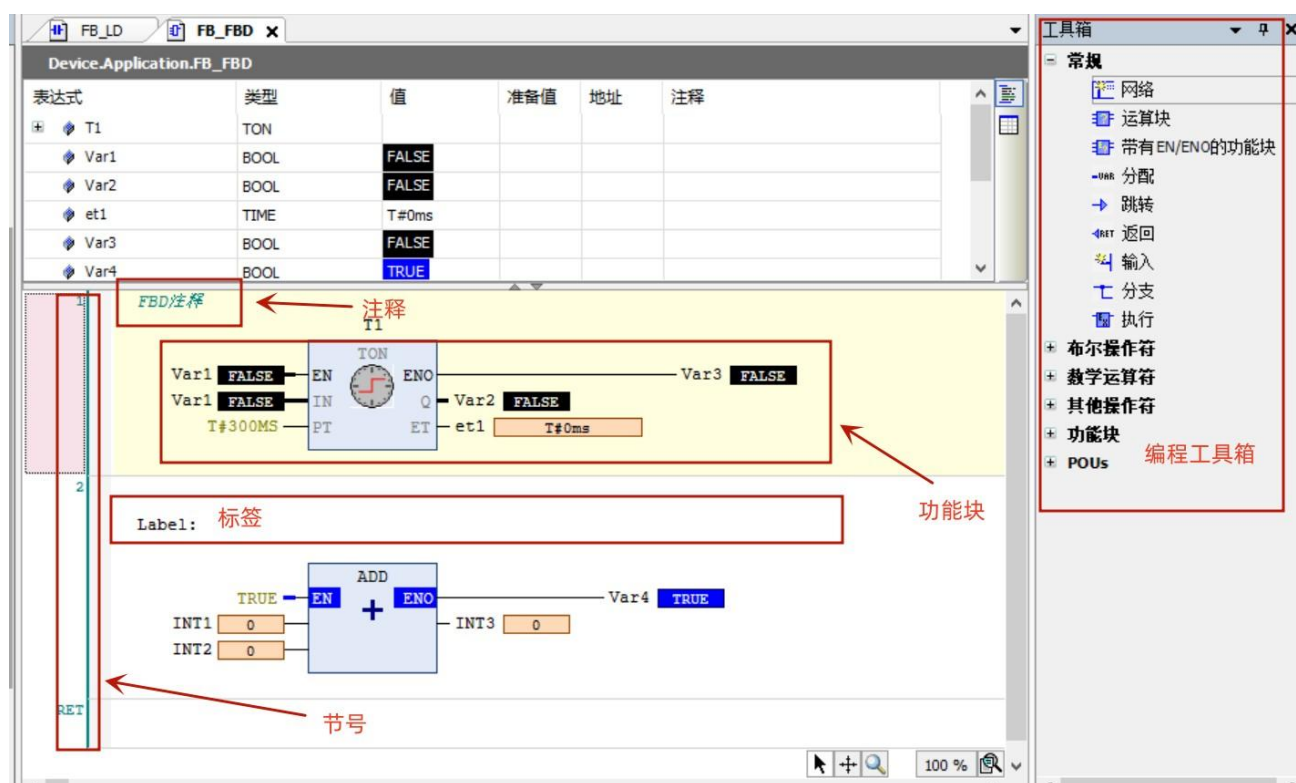 FB_LD FB_FBD
Device.Application.FB_FBD
表达式 类型 值 准备值 地址 注释
T1 TON
Var1 BOOL FALSE
Var2 BOOL FALSE
et1 TIME T#0ms
Var3 BOOL FALSE
Var4 BOOL TRUE
1 FBD注释
注释
T1
TON
Var1 FALSE EN ENO Var3 FALSE
Var1 FALSE IN Q Var2 FALSE
T#300MS PT ET et1 T#0ms
功能块
2
Label: 标签
ADD
TRUE EN ENO Var4 TRUE
INT1 0 INT3 0
INT2 0
RET
节号
100 %
工具箱
常规
网络
运算块
带有EN/ENO的功能块
VAR 分配
跳转
RET 返回
输入
分支
执行
布尔操作符
数学运算符
其他操作符
功能块
POUs
编程工具箱